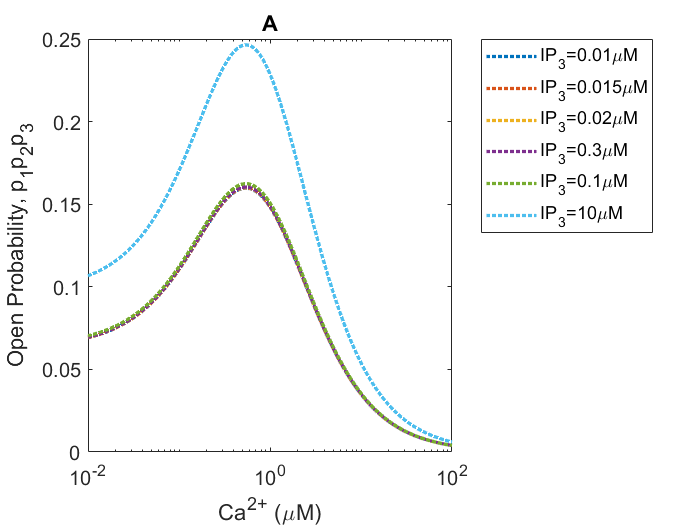 A
Open Probability, p₁p₂p₃
0.25
0.2
0.15
0.1
0.05
0
10⁻²
10⁰
10²
Ca²⁺ (μM)
IP₃=0.01μM
IP₃=0.015μM
IP₃=0.02μM
IP₃=0.3μM
IP₃=0.1μM
IP₃=10μM